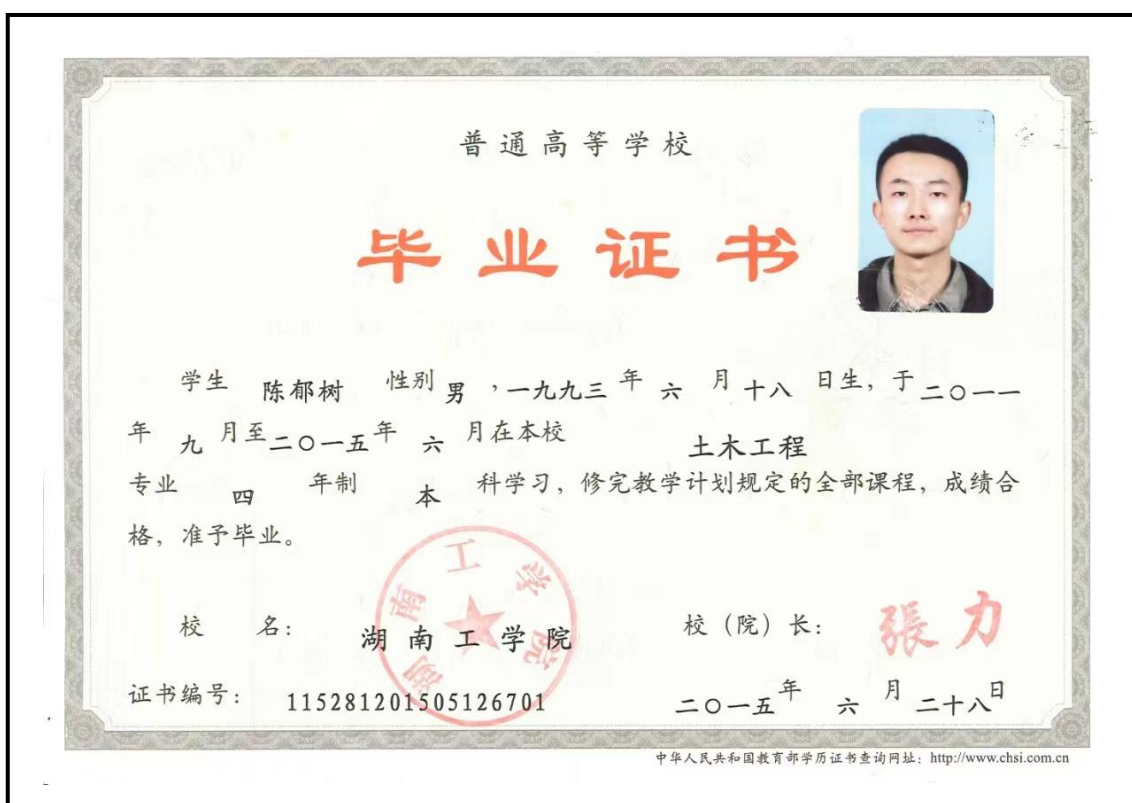 普通高等学校
毕业证书
学生 陈郁树 性别 男 ,一九九三 年 六 月 十八 日生，于 二〇一一
年 九 月至 二〇一五 年 六 月在本校 土木工程
专业 四 年制 本 科学习，修完教学计划规定的全部课程，成绩合
格，准予毕业。
湖南工学院
校 名： 湖南工学院 校（院）长： 張力
证书编号： 115281201505126701 二〇一五 年 六 月 二十八 日
中华人民共和国教育部学历证书查询网址：http://www.chsi.com.cn